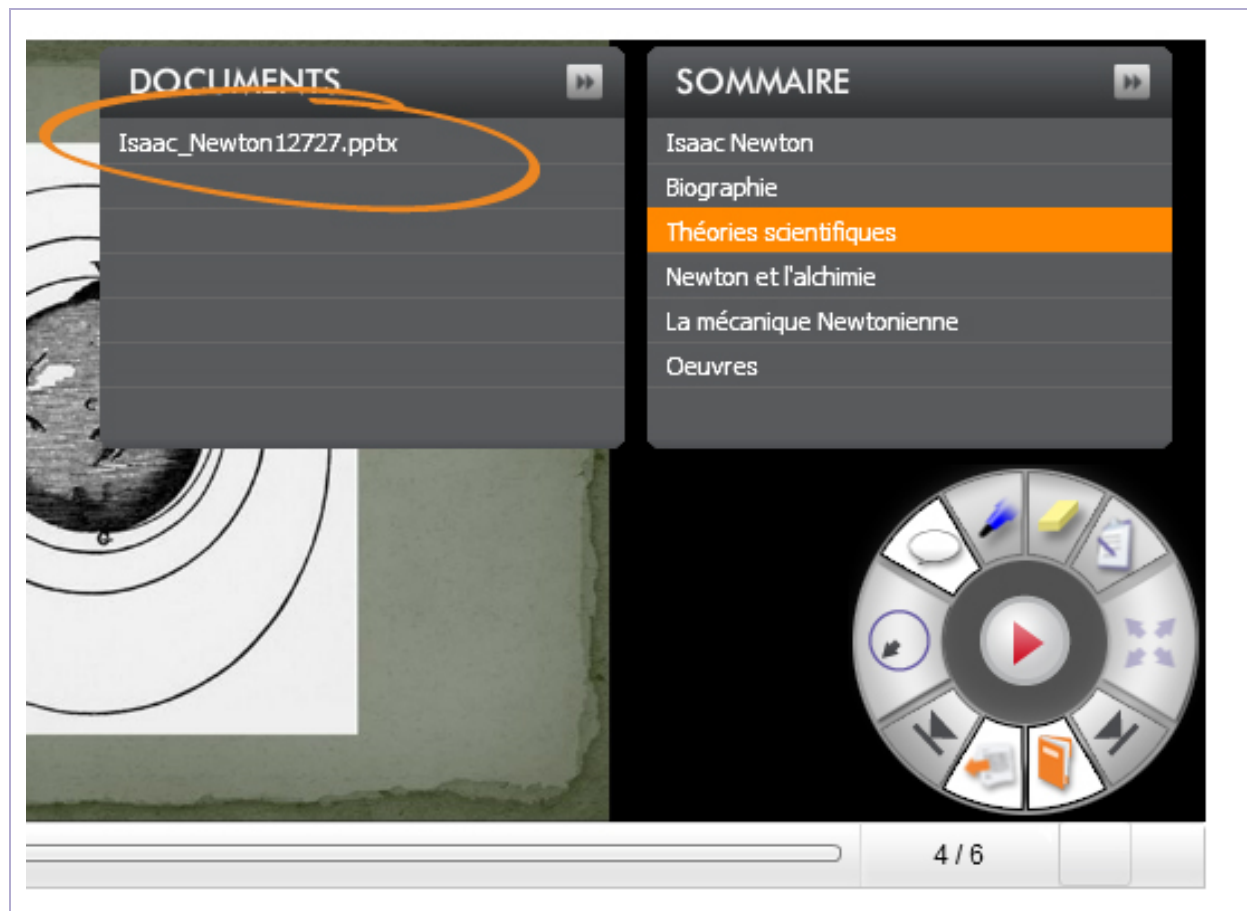 DOCUMENTS
Isaac_Newton12727.pptx
SOMMAIRE
Isaac Newton
Biographie
Théories scientifiques
Newton et l'alchimie
La mécanique Newtonienne
Oeuvres
4 / 6